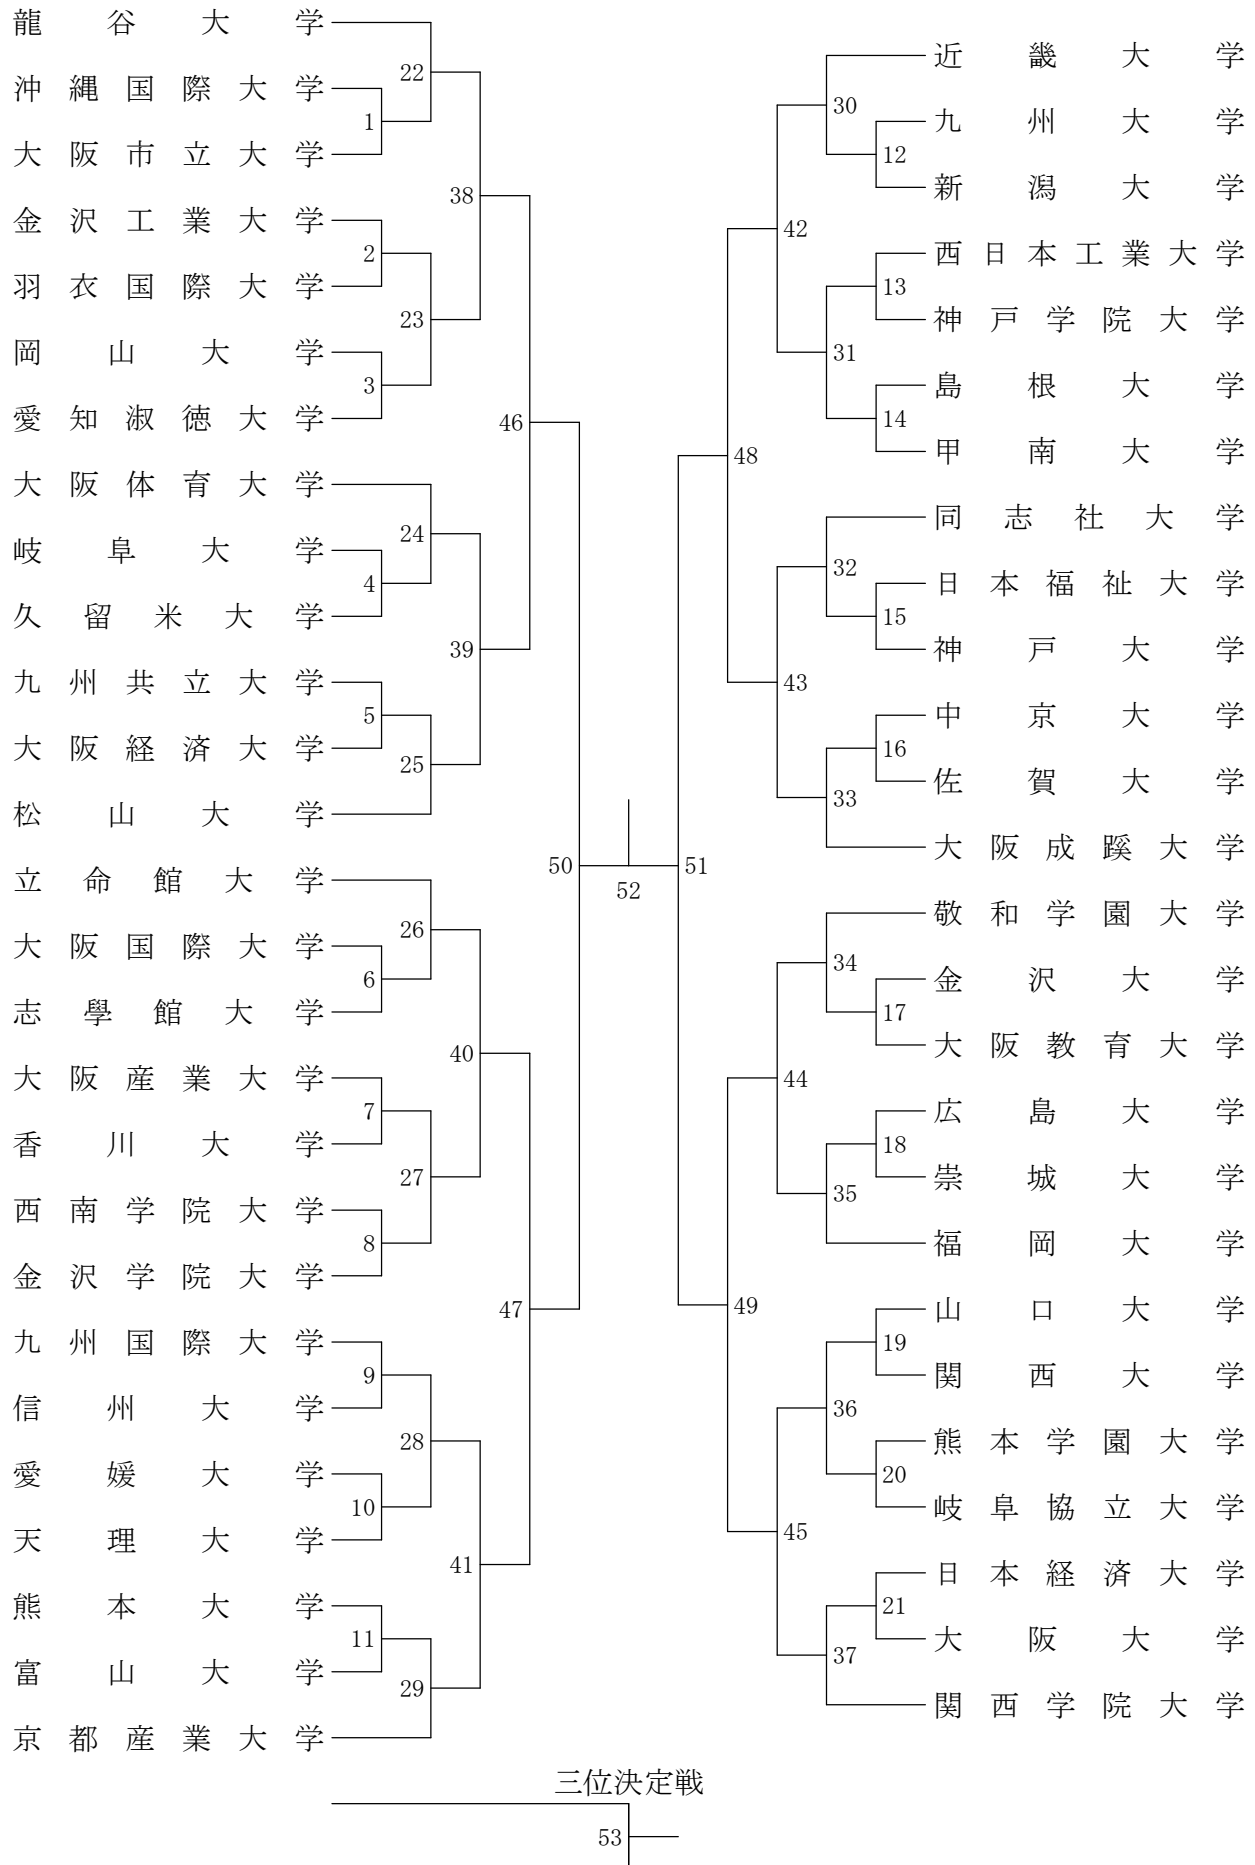 龍谷大学
沖縄国際大学
大阪市立大学
金沢工業大学
羽衣国際大学
岡山大学
愛知淑徳大学
大阪体育大学
岐阜大学
久留米大学
九州共立大学
大阪経済大学
松山大学
立命館大学
大阪国際大学
志學館大学
大阪産業大学
香川大学
西南学院大学
金沢学院大学
九州国際大学
信州大学
愛媛大学
天理大学
熊本大学
富山大学
京都産業大学
1
2
3
4
5
6
7
8
9
10
11
22
23
24
25
26
27
28
29
38
39
40
41
46
47
50
52
51
48
49
42
43
44
45
30
31
32
33
34
35
36
37
12
13
14
15
16
17
18
19
20
21
近畿大学
九州大学
新潟大学
西日本工業大学
神戸学院大学
島根大学
甲南大学
同志社大学
日本福祉大学
神戸大学
中京大学
佐賀大学
大阪成蹊大学
敬和学園大学
金沢大学
大阪教育大学
広島大学
崇城大学
福岡大学
山口大学
関西大学
熊本学園大学
岐阜協立大学
日本経済大学
大阪大学
関西学院大学
三位決定戦
53